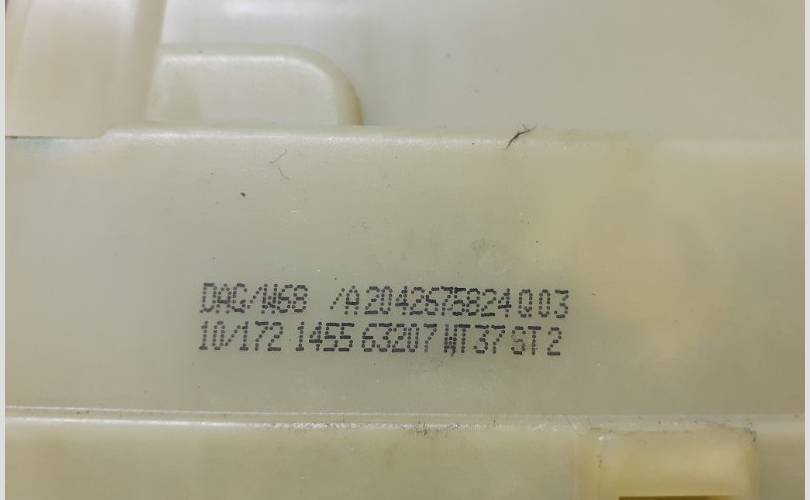 DAG/W68 /A2042675824Q03
10/172 1455 63207 WT37 ST2